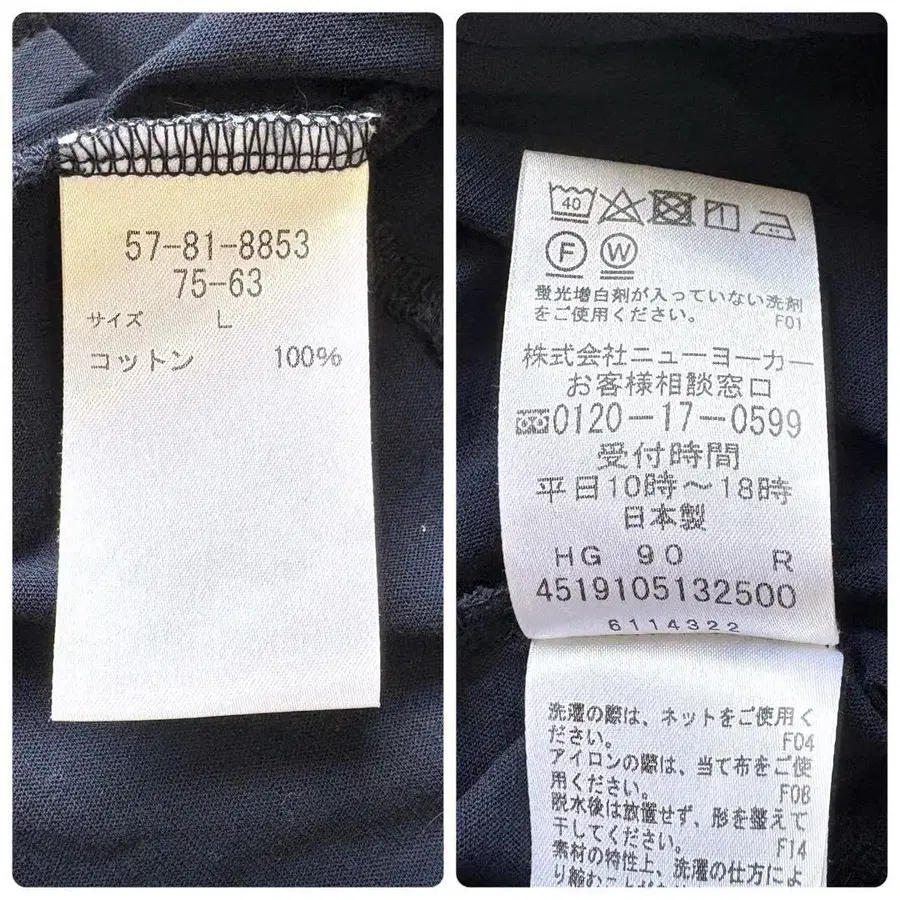 57-81-8853
75-63
サイズ L
コットン 100%
40
F W
蛍光増白剤が入っていない洗剤
をご使用ください。 F01
株式会社ニューヨーカー
お客様相談窓口
0120-17-0599
受付時間
平日10時〜18時
日本製
HG 90 R
4519105132500
6114322
洗濯の際は、ネットをご使用く
ださい。 F04
アイロンの際は、当て布をご使
用ください。 F08
脱水後は放置せず、形を整えて
干してください。 F14
素材の特性上、洗濯の仕方によ
り縮むことが